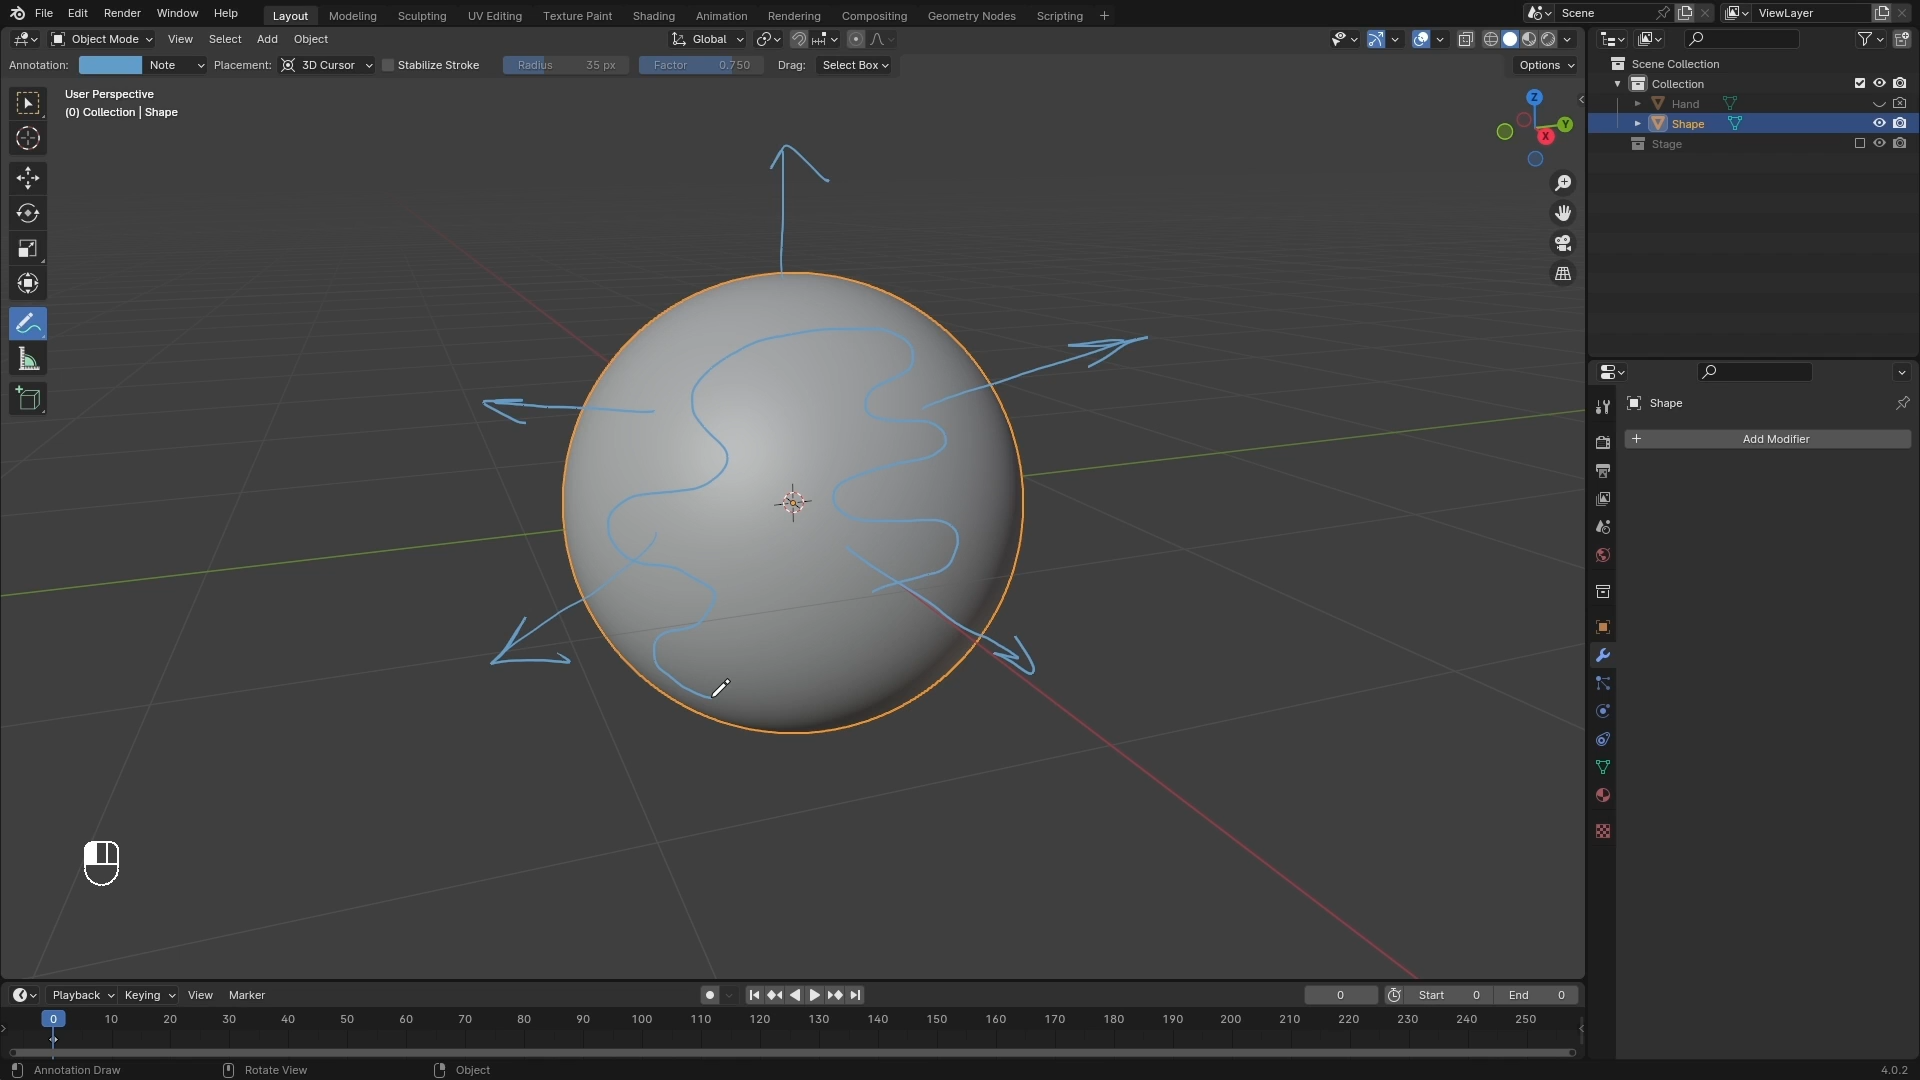 File Edit Render Window Help Layout Modeling Sculpting UV Editing Texture Paint Shading Animation Rendering Compositing Geometry Nodes Scripting + Scene ViewLayer
Object Mode View Select Add Object Global
Annotation: Note Placement: 3D Cursor Stabilize Stroke Radius 35 px Factor 0.750 Drag: Select Box Options
User Perspective
(0) Collection | Shape
Z
Y
X
Scene Collection
Collection
Hand
Shape
Stage
Shape
+ Add Modifier
Playback Keying View Marker 0 Start 0 End 0
0 10 20 30 40 50 60 70 80 90 100 110 120 130 140 150 160 170 180 190 200 210 220 230 240 250
Annotation Draw Rotate View Object 4.0.2